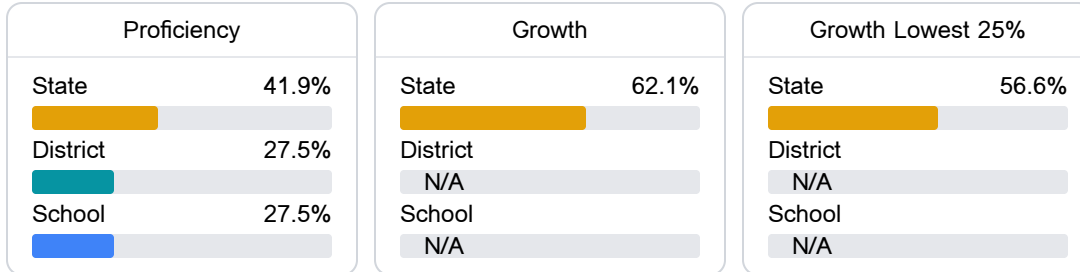 Proficiency
State 41.9%
District 27.5%
School 27.5%
Growth
State 62.1%
District
N/A
School
N/A
Growth Lowest 25%
State 56.6%
District
N/A
School
N/A